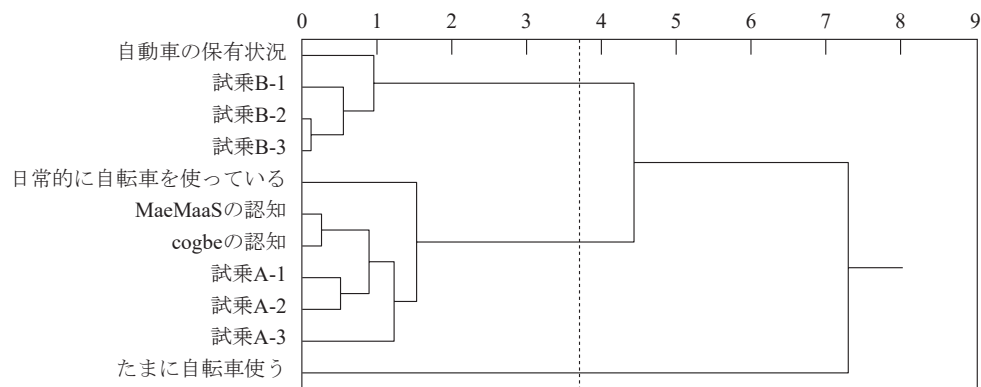 0 1 2 3 4 5 6 7 8 9
自動車の保有状況
試乗B-1
試乗B-2
試乗B-3
日常的に自転車を使っている
MaeMaaSの認知
cogbeの認知
試乗A-1
試乗A-2
試乗A-3
たまに自転車使う